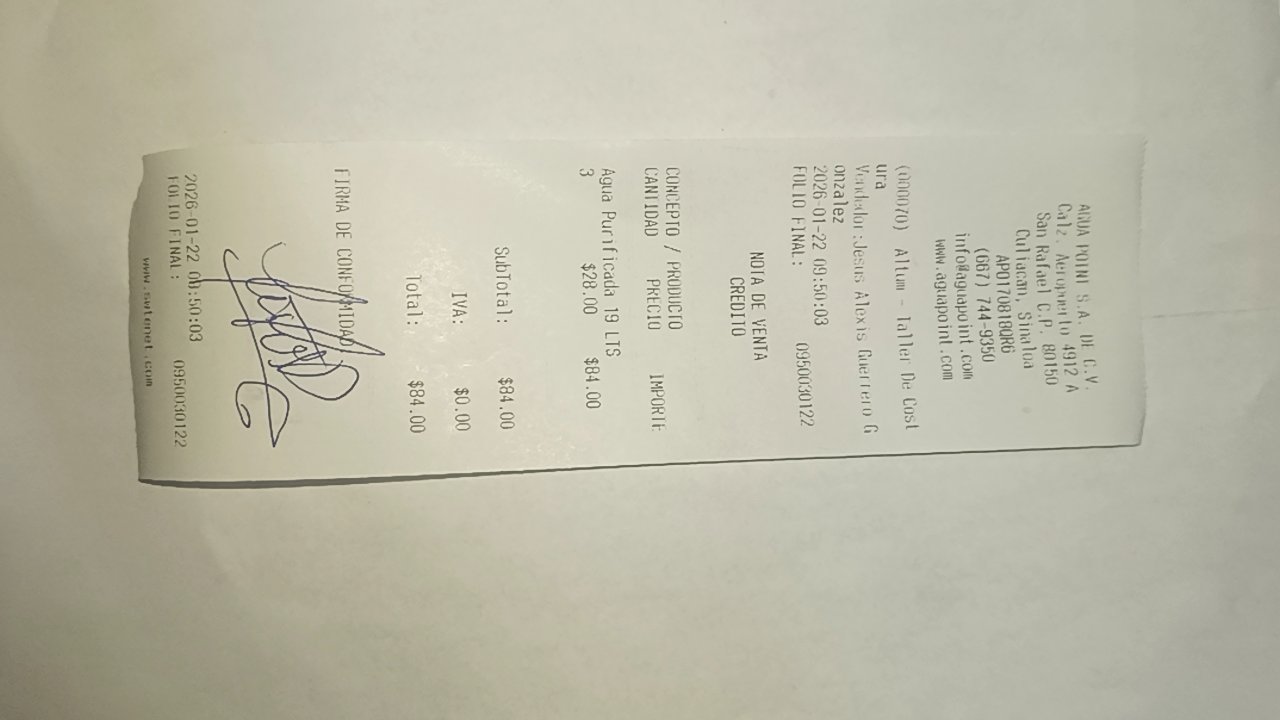 AGUA POINT S.A. DE C.V.
Calz. Aeropuerto 4912 A
San Rafael C.P. 80150
Culiacan, Sinaloa
APO170818QR6
(667) 744-9350
info@aguapoint.com
www.aguapoint.com
(000070) Altum - Taller De Cost
ura
Vendedor:Jesus Alexis Guerrero G
onzalez
2026-01-22 09:50:03
FOLIO FINAL: 0950030122
NOTA DE VENTA
CREDITO
CONCEPTO / PRODUCTO
CANTIDAD PRECIO IMPORTE
Agua Purificada 19 LTS
3 $28.00 $84.00
SubTotal: $84.00
IVA: $0.00
Total: $84.00
FIRMA DE CONFORMIDAD
2026-01-22 09:50:03
FOLIO FINAL: 0950030122
www.swtenet.com